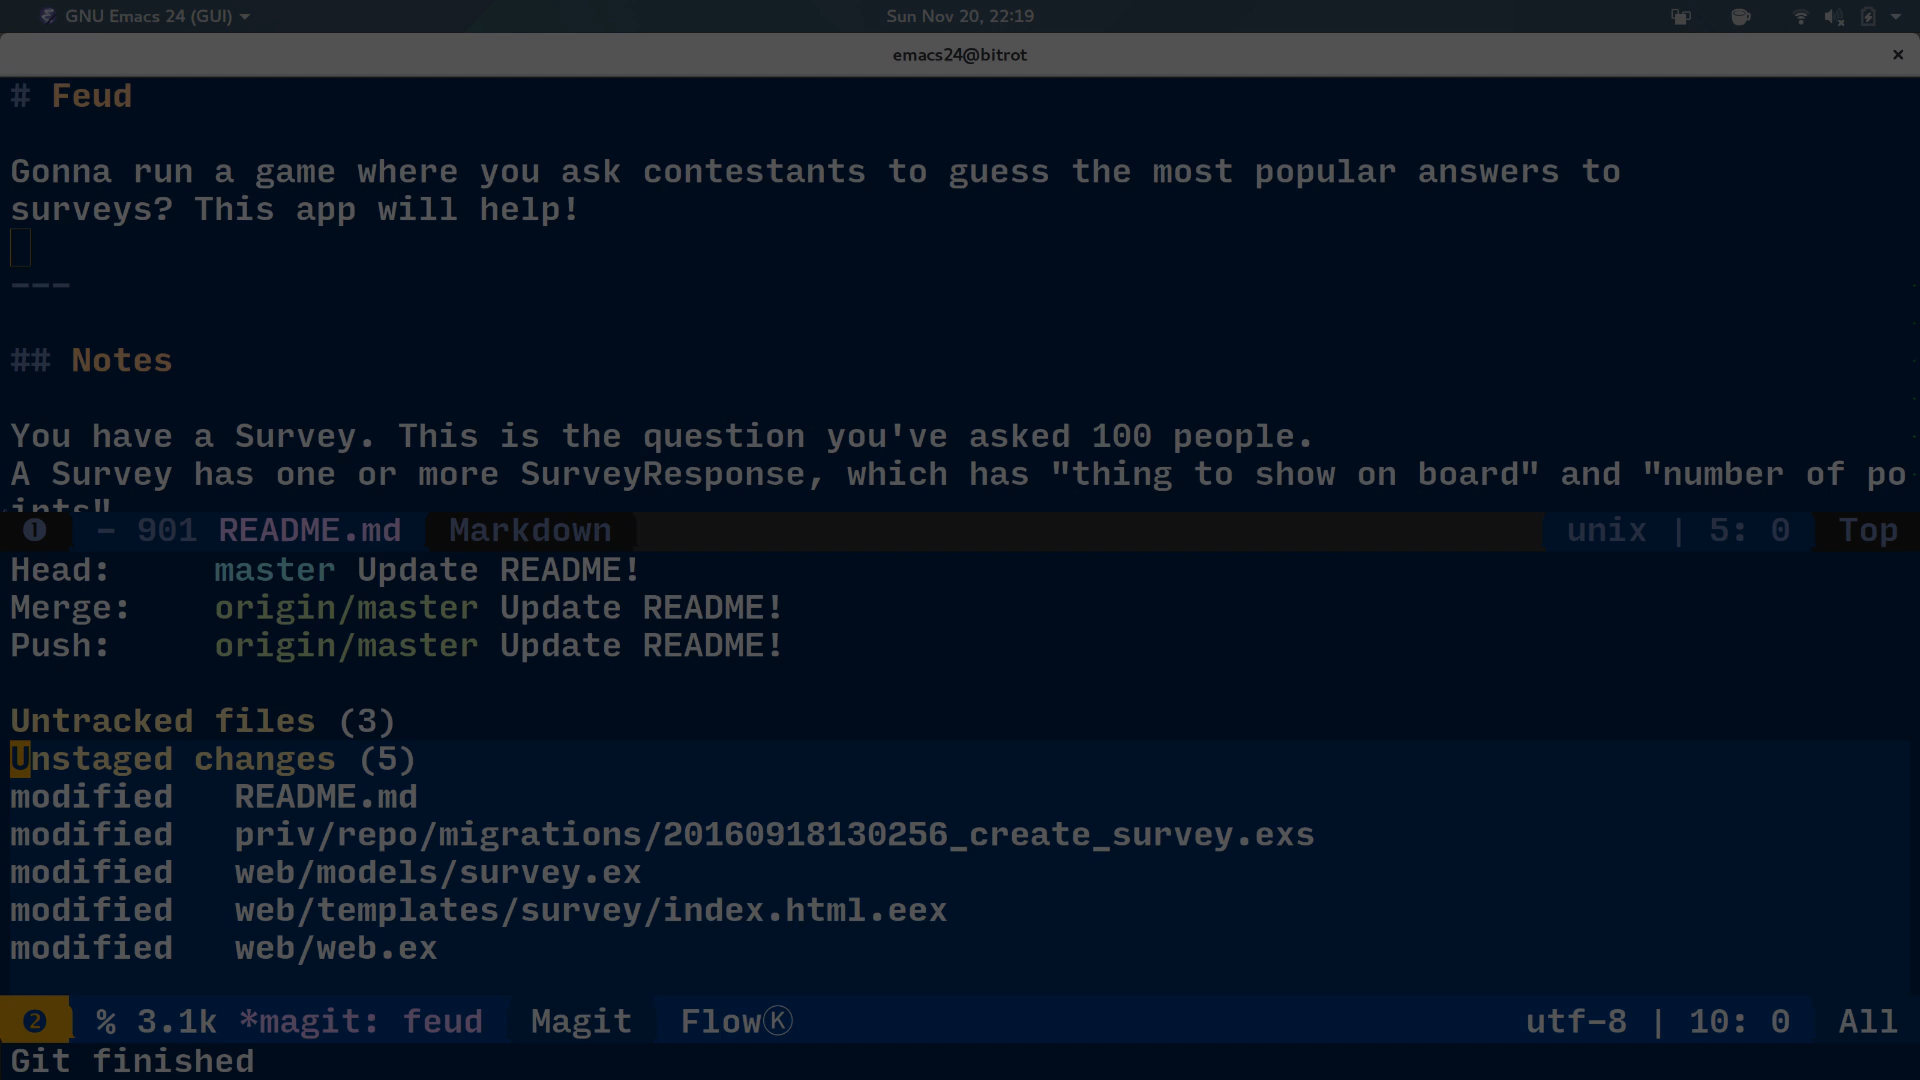 GNU Emacs 24 (GUI)
Sun Nov 20, 22:19
emacs24@bitrot
# Feud
Gonna run a game where you ask contestants to guess the most popular answers to
surveys? This app will help!
---
## Notes
You have a Survey. This is the question you've asked 100 people.
A Survey has one or more SurveyResponse, which has "thing to show on board" and "number of po
ints"
❶ - 901 README.md Markdown unix | 5: 0 Top
Head: master Update README!
Merge: origin/master Update README!
Push: origin/master Update README!
Untracked files (3)
Unstaged changes (5)
modified README.md
modified priv/repo/migrations/20160918130256_create_survey.exs
modified web/models/survey.ex
modified web/templates/survey/index.html.eex
modified web/web.ex
❷ % 3.1k *magit: feud Magit FlowⓀ utf-8 | 10: 0 All
Git finished